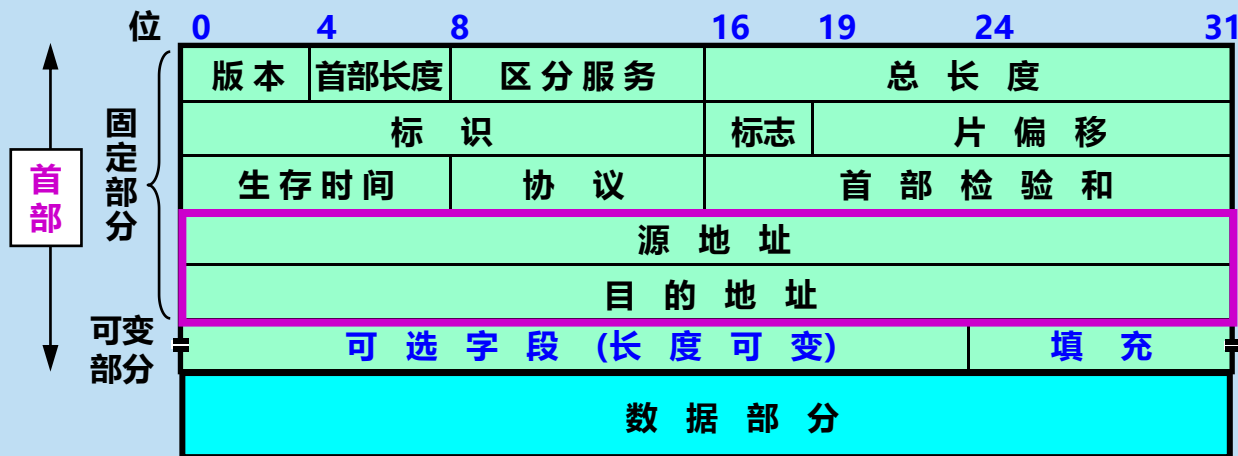 位 0 4 8 16 19 24 31
版本 首部长度 区分服务 总长度
标识 标志 片偏移
生存时间 协议 首部检验和
源地址
目的地址
可选字段 (长度可变) 填充
数据部分
首部
固定部分
可变部分